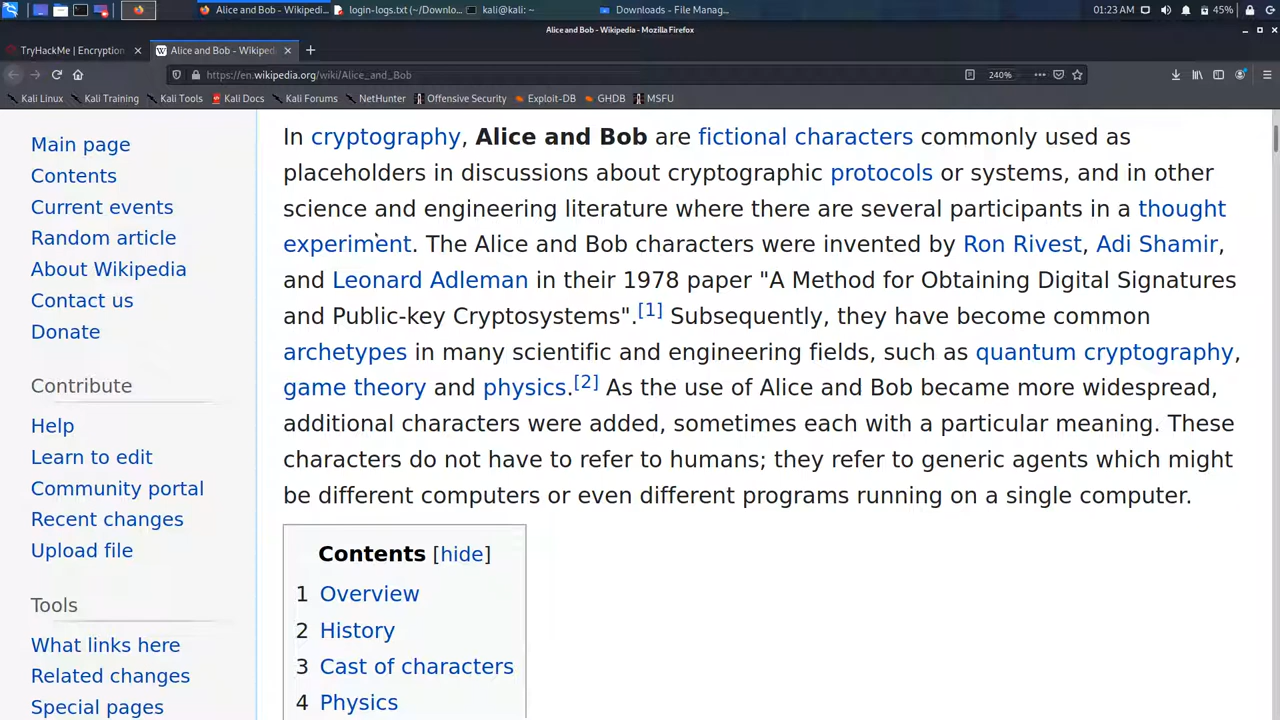 Alice and Bob - Wikipedi...
login-logs.txt (~/Downlo...
kali@kali: ~
Downloads - File Manag...
01:23 AM
45%
Alice and Bob - Wikipedia - Mozilla Firefox
TryHackMe | Encryption
Alice and Bob - Wikiped
https://en.wikipedia.org/wiki/Alice_and_Bob
240%
Kali Linux
Kali Training
Kali Tools
Kali Docs
Kali Forums
NetHunter
Offensive Security
Exploit-DB
GHDB
MSFU
Main page
Contents
Current events
Random article
About Wikipedia
Contact us
Donate
Contribute
Help
Learn to edit
Community portal
Recent changes
Upload file
Tools
What links here
Related changes
Special pages
In cryptography, Alice and Bob are fictional characters commonly used as
placeholders in discussions about cryptographic protocols or systems, and in other
science and engineering literature where there are several participants in a thought
experiment. The Alice and Bob characters were invented by Ron Rivest, Adi Shamir,
and Leonard Adleman in their 1978 paper "A Method for Obtaining Digital Signatures
and Public-key Cryptosystems".[1] Subsequently, they have become common
archetypes in many scientific and engineering fields, such as quantum cryptography,
game theory and physics.[2] As the use of Alice and Bob became more widespread,
additional characters were added, sometimes each with a particular meaning. These
characters do not have to refer to humans; they refer to generic agents which might
be different computers or even different programs running on a single computer.
Contents [hide]
1 Overview
2 History
3 Cast of characters
4 Physics